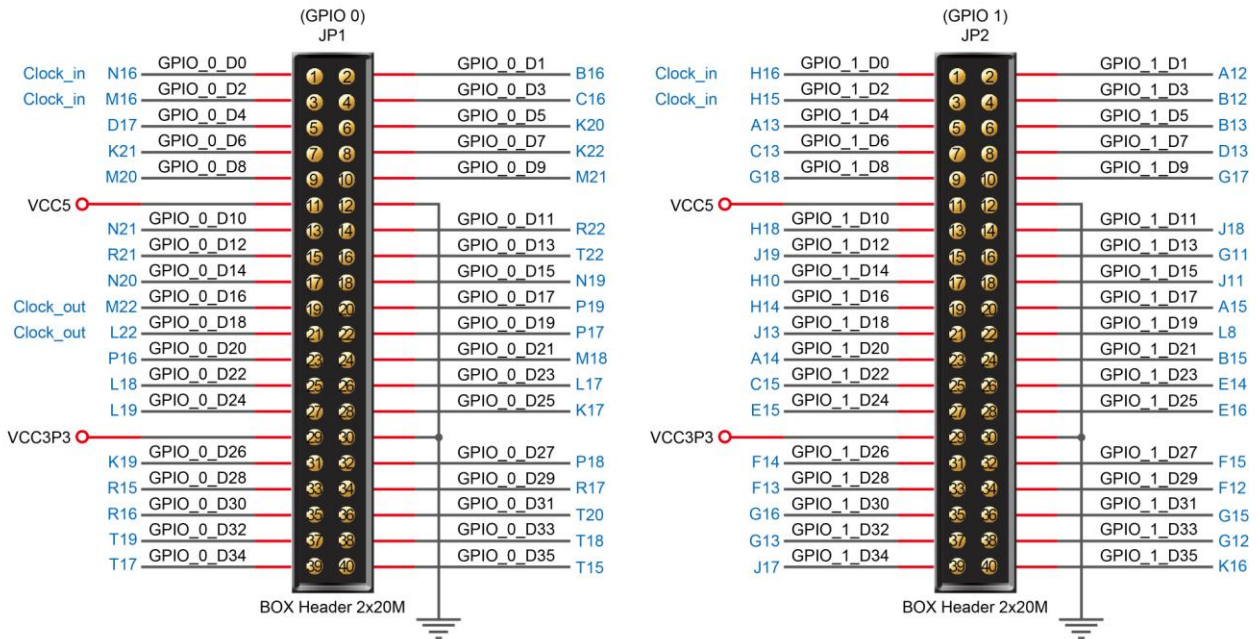 (GPIO 0) (GPIO 1)
JP1 JP2
Clock_in N16 GPIO_0_D0 1 2 GPIO_0_D1 B16 Clock_in H16 GPIO_1_D0 1 2 GPIO_1_D1 A12
Clock_in M16 GPIO_0_D2 3 4 GPIO_0_D3 C16 Clock_in H15 GPIO_1_D2 3 4 GPIO_1_D3 B12
D17 GPIO_0_D4 5 6 GPIO_0_D5 K20 A13 GPIO_1_D4 5 6 GPIO_1_D5 B13
K21 GPIO_0_D6 7 8 GPIO_0_D7 K22 C13 GPIO_1_D6 7 8 GPIO_1_D7 D13
M20 GPIO_0_D8 9 10 GPIO_0_D9 M21 G18 GPIO_1_D8 9 10 GPIO_1_D9 G17
VCC5 11 12 VCC5 11 12
N21 GPIO_0_D10 13 14 GPIO_0_D11 R22 H18 GPIO_1_D10 13 14 GPIO_1_D11 J18
R21 GPIO_0_D12 15 16 GPIO_0_D13 T22 J19 GPIO_1_D12 15 16 GPIO_1_D13 G11
N20 GPIO_0_D14 17 18 GPIO_0_D15 N19 H10 GPIO_1_D14 17 18 GPIO_1_D15 J11
Clock_out M22 GPIO_0_D16 19 20 GPIO_0_D17 P19 H14 GPIO_1_D16 19 20 GPIO_1_D17 A15
Clock_out L22 GPIO_0_D18 21 22 GPIO_0_D19 P17 J13 GPIO_1_D18 21 22 GPIO_1_D19 L8
P16 GPIO_0_D20 23 24 GPIO_0_D21 M18 A14 GPIO_1_D20 23 24 GPIO_1_D21 B15
L18 GPIO_0_D22 25 26 GPIO_0_D23 L17 C15 GPIO_1_D22 25 26 GPIO_1_D23 E14
L19 GPIO_0_D24 27 28 GPIO_0_D25 K17 E15 GPIO_1_D24 27 28 GPIO_1_D25 E16
VCC3P3 29 30 VCC3P3 29 30
K19 GPIO_0_D26 31 32 GPIO_0_D27 P18 F14 GPIO_1_D26 31 32 GPIO_1_D27 F15
R15 GPIO_0_D28 33 34 GPIO_0_D29 R17 F13 GPIO_1_D28 33 34 GPIO_1_D29 F12
R16 GPIO_0_D30 35 36 GPIO_0_D31 T20 G16 GPIO_1_D30 35 36 GPIO_1_D31 G15
T19 GPIO_0_D32 37 38 GPIO_0_D33 T18 G13 GPIO_1_D32 37 38 GPIO_1_D33 G12
T17 GPIO_0_D34 39 40 GPIO_0_D35 T15 J17 GPIO_1_D34 39 40 GPIO_1_D35 K16
BOX Header 2x20M BOX Header 2x20M